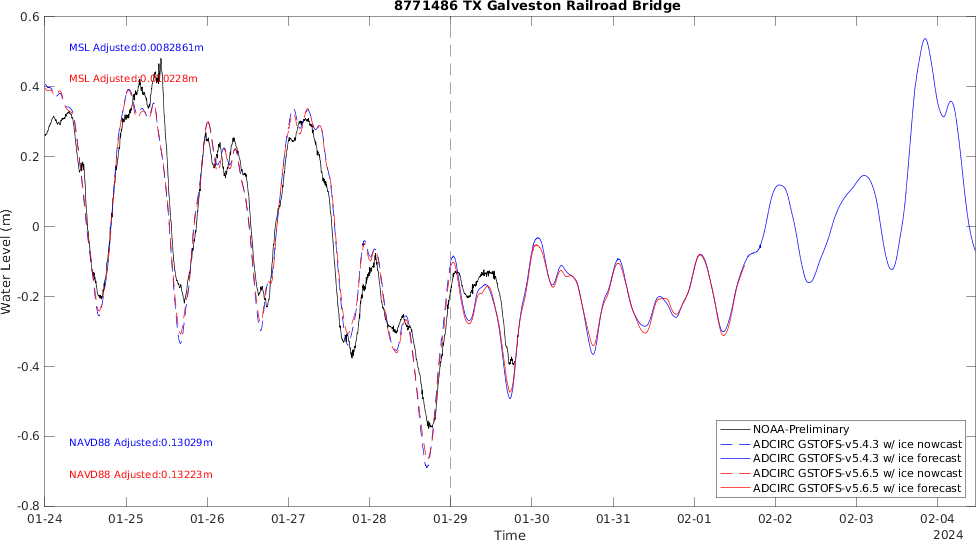 8771486 TX Galveston Railroad Bridge
0.6
0.4
0.2
0
-0.2
-0.4
-0.6
-0.8
Water Level (m)
MSL Adjusted:0.0082861m
NAVD88 Adjusted:0.13029m
NAVD88 Adjusted:0.13223m
NOAA-Preliminary
ADCIRC GSTOFS-v5.4.3 w/ ice nowcast
ADCIRC GSTOFS-v5.4.3 w/ ice forecast
ADCIRC GSTOFS-v5.6.5 w/ ice nowcast
ADCIRC GSTOFS-v5.6.5 w/ ice forecast
01-24 01-25 01-26 01-27 01-28 01-29 01-30 01-31 02-01 02-02 02-03 02-04
Time
2024